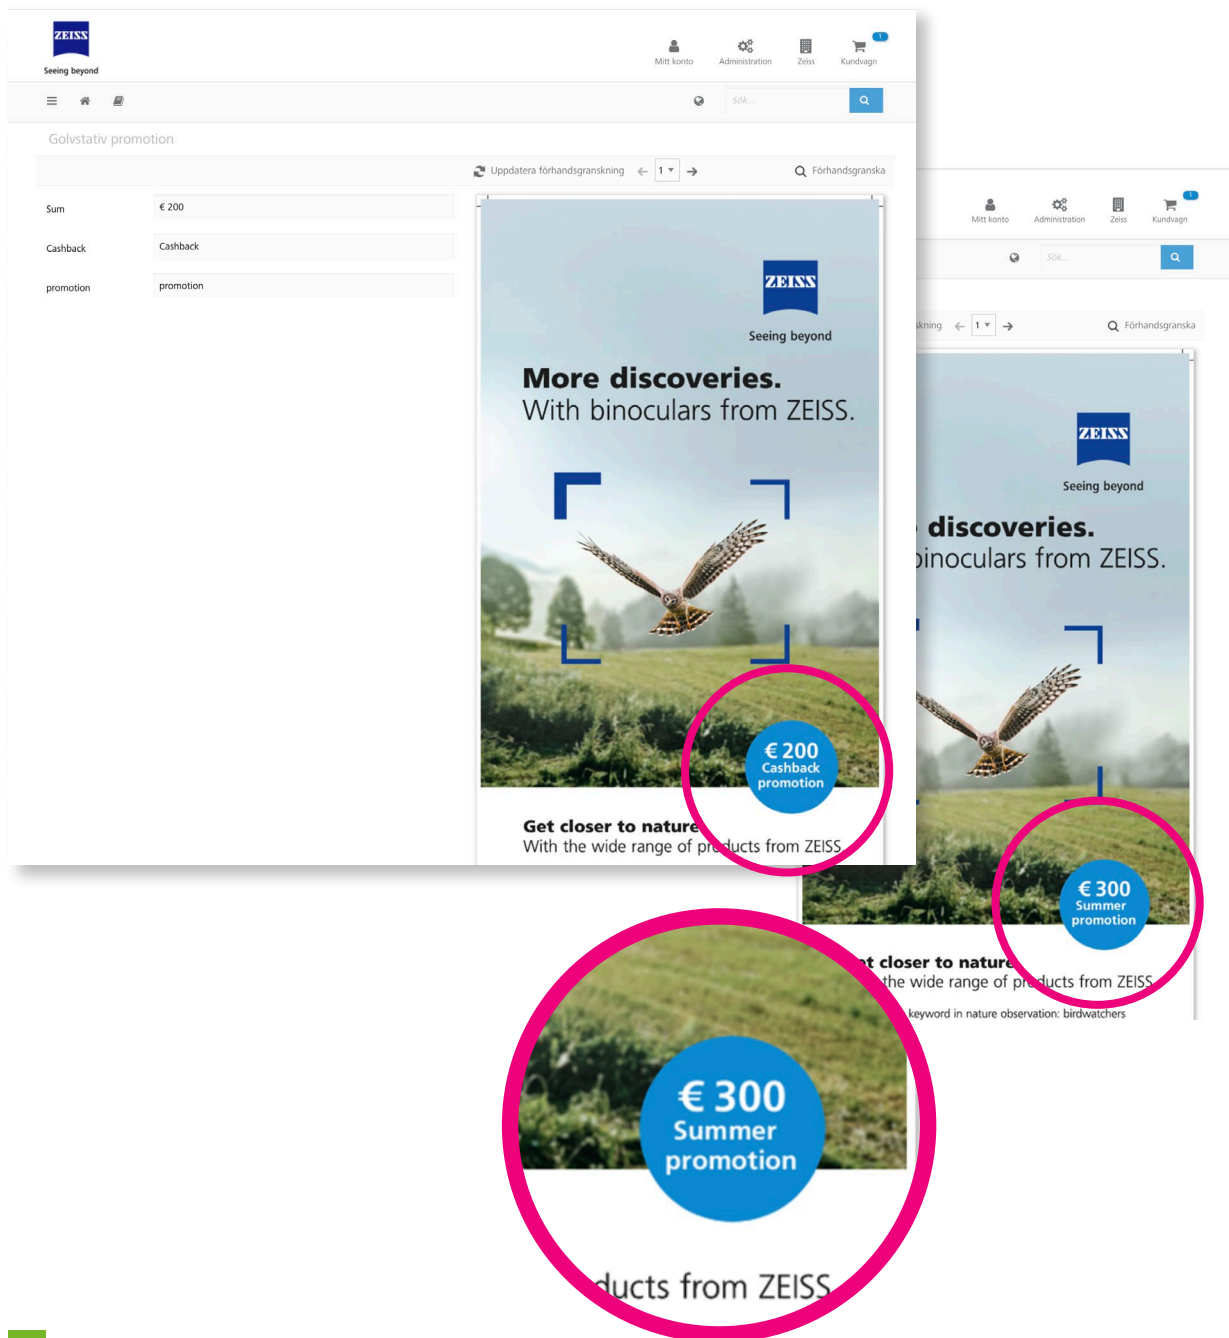 ZEISS
Seeing beyond
Mitt konto
Administration
Zeiss
Kundvagn
1
Sök...
Golvstativ promotion
Uppdatera förhandsgranskning
1
Förhandsgranska
Sum
€ 200
Cashback
Cashback
promotion
promotion
ZEISS
Seeing beyond
More discoveries.
With binoculars from ZEISS.
€ 200
Cashback
promotion
Get closer to nature
With the wide range of products from ZEISS
Mitt konto
Administration
Zeiss
Kundvagn
1
Sök...
skning
1
Förhandsgranska
ZEISS
Seeing beyond
discoveries.
binoculars from ZEISS.
€ 300
Summer
promotion
et closer to nature
the wide range of products from ZEISS
keyword in nature observation: birdwatchers
€ 300
Summer
promotion
ducts from ZEISS